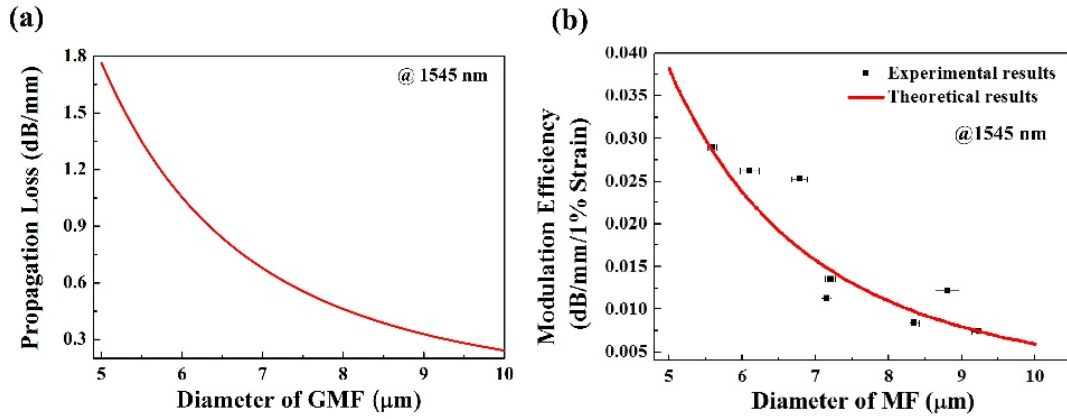 (a)
Propagation Loss (dB/mm)
1.8
1.5
1.2
0.9
0.6
0.3
@ 1545 nm
5 6 7 8 9 10
Diameter of GMF (μm)
(b)
Modulation Efficiency
(dB/mm/1% Strain)
0.040
0.035
0.030
0.025
0.020
0.015
0.010
0.005
Experimental results
Theoretical results
@1545 nm
5 6 7 8 9 10
Diameter of MF (μm)